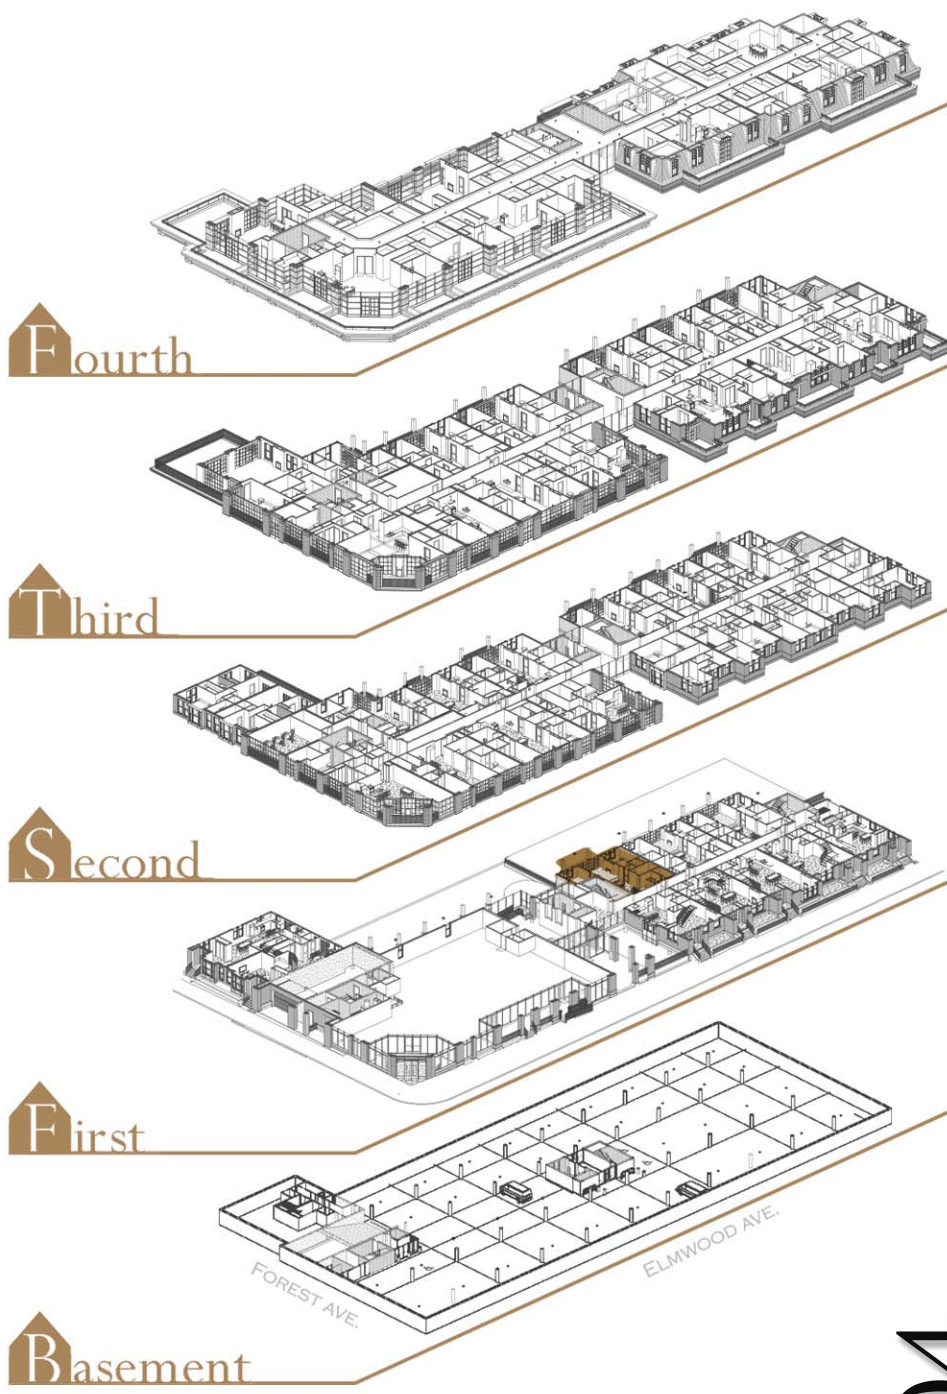 Fourth
Third
Second
First
FOREST AVE.
ELMWOOD AVE.
Basement